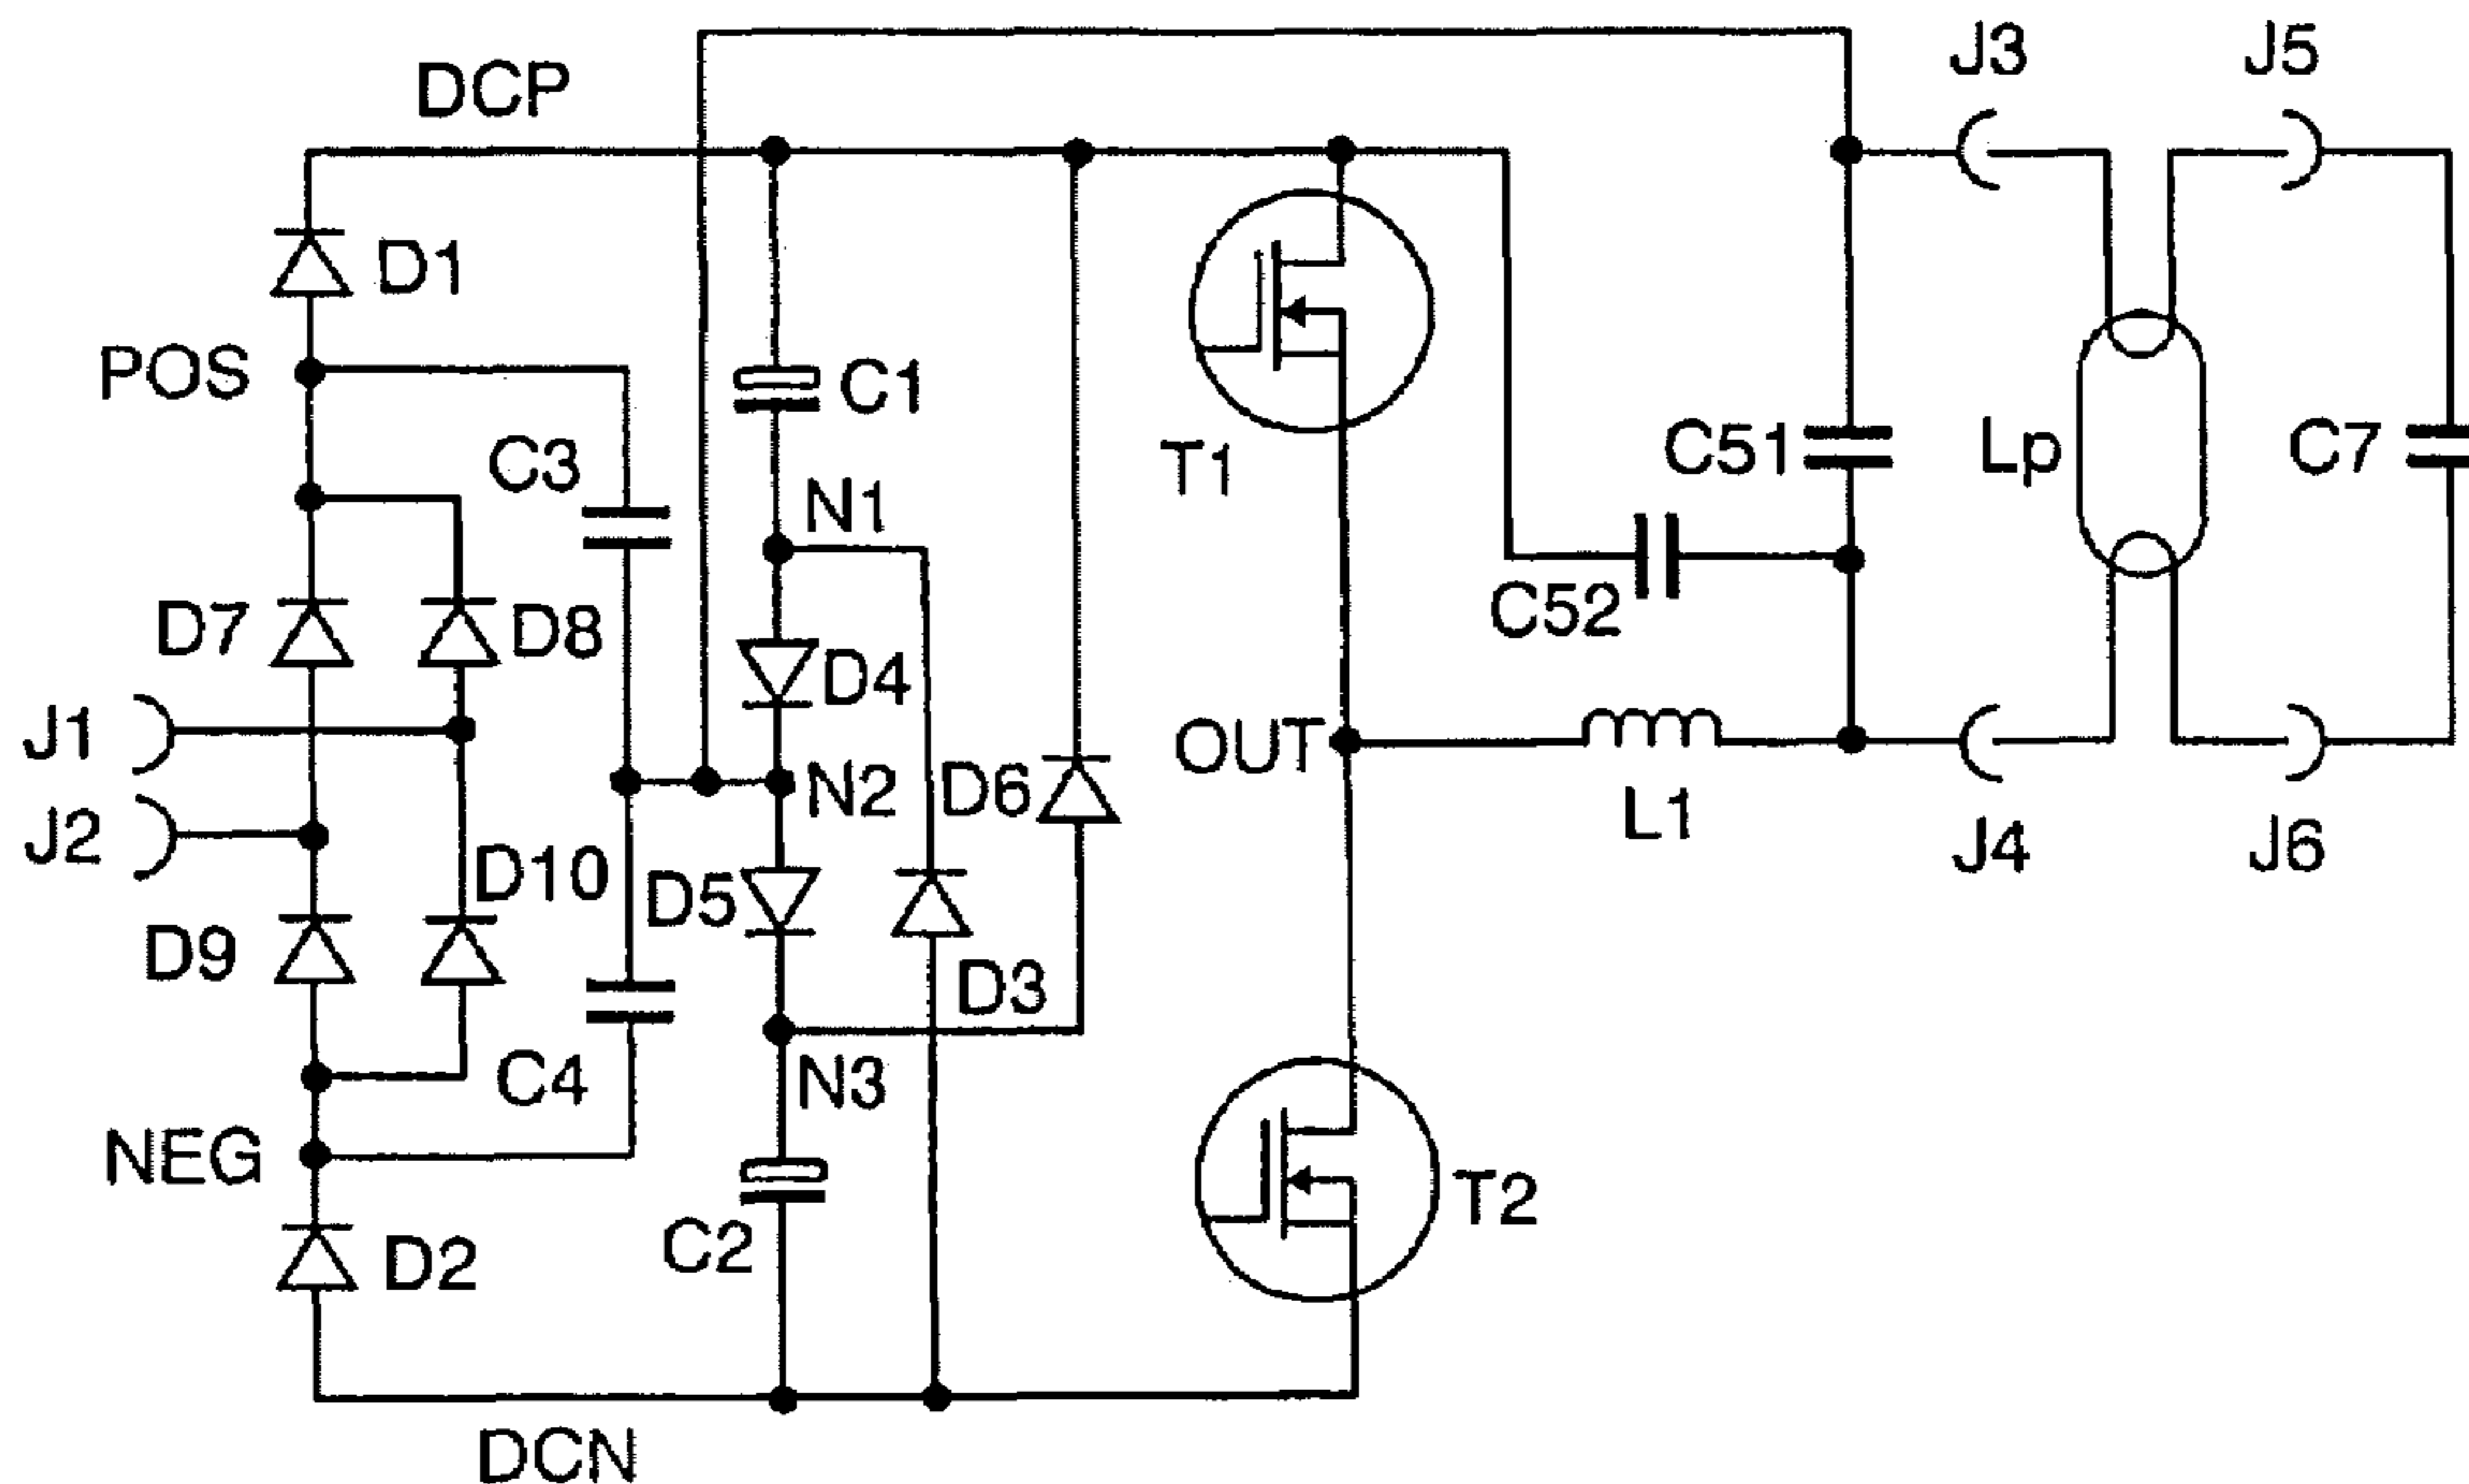 DCP
J3
J5
D1
POS
C1
C3
C51
Lp
C7
T1
N1
C52
D7
D8
D4
J1
OUT
N2
D6
L1
J2
J4
J6
D10
D5
D9
D3
C4
N3
NEG
T2
C2
D2
DCN